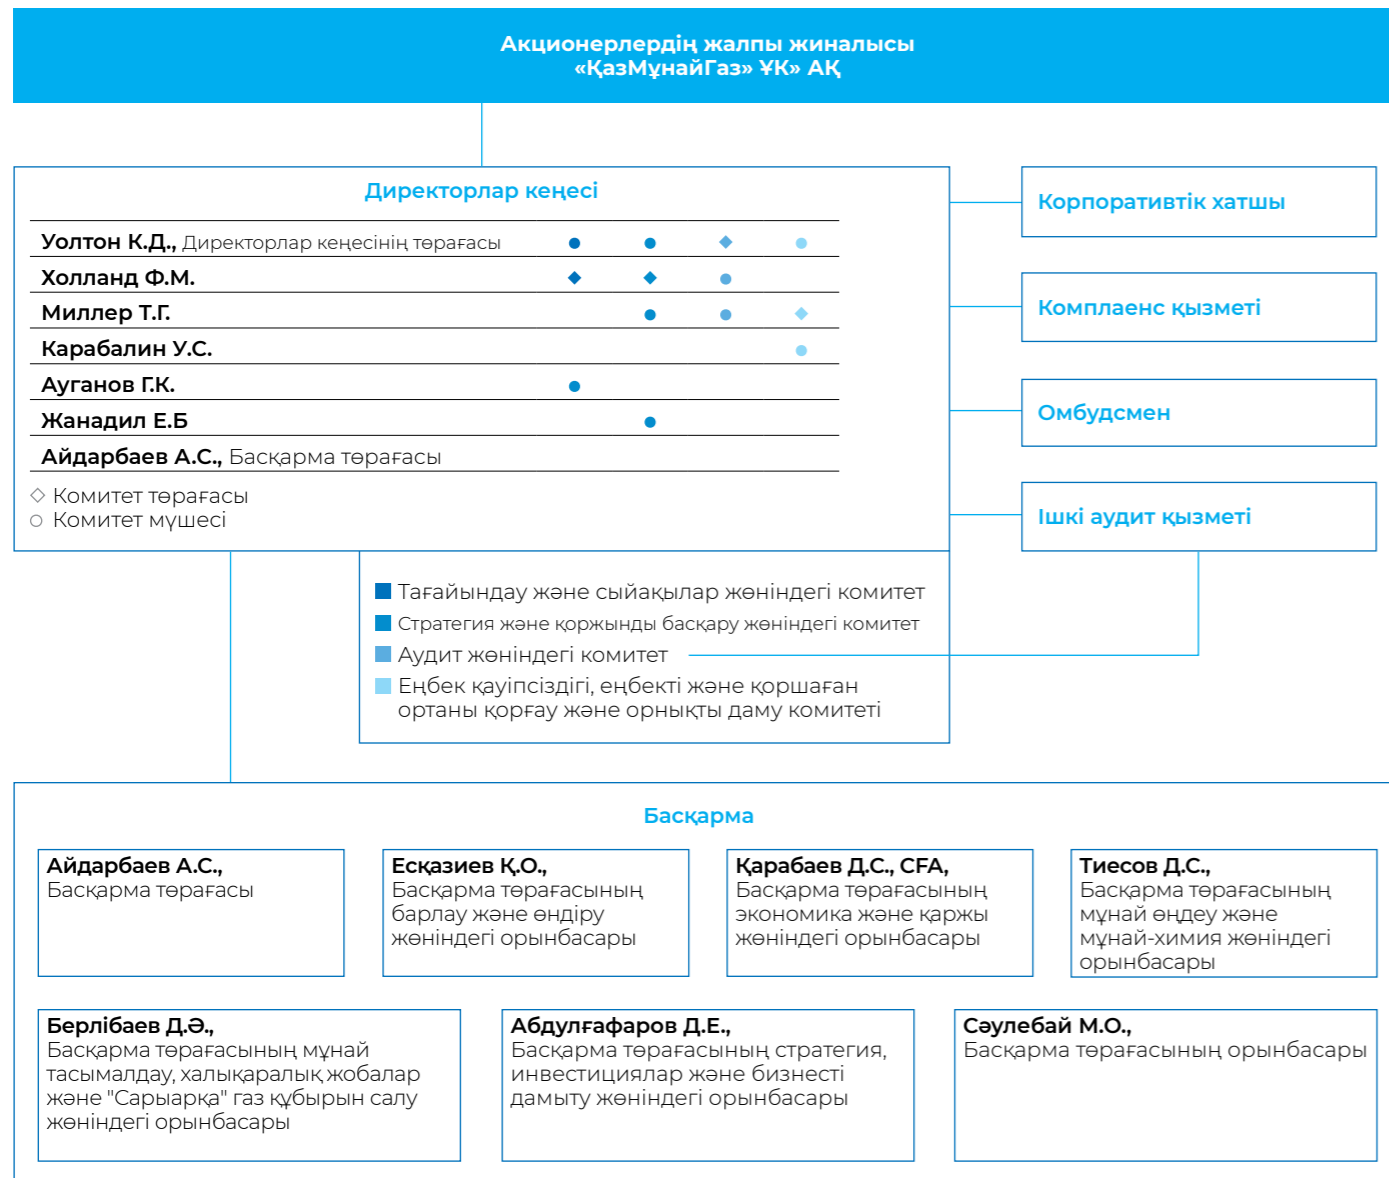 Акционерлердің жалпы жиналысы
«ҚазМұнайГаз» ҰК» АҚ
Директорлар кеңесі
Уолтон К.Д., Директорлар кеңесінің төрағасы
Холланд Ф.М.
Миллер Т.Г.
Карабалин У.С.
Ауганов Г.К.
Жанадил Е.Б
Айдарбаев А.С., Басқарма төрағасы
Комитет төрағасы
Комитет мүшесі
Корпоративтік хатшы
Комплаенс қызметі
Омбудсмен
Ішкі аудит қызметі
Тағайындау және сыйақылар жөніндегі комитет
Стратегия және қоржынды басқару жөніндегі комитет
Аудит жөніндегі комитет
Еңбек қауіпсіздігі, еңбекті және қоршаған
ортаны қорғау және орнықты даму комитеті
Басқарма
Айдарбаев А.С.,
Басқарма төрағасы
Есқазиев Қ.О.,
Басқарма төрағасының
барлау және өндіру
жөніндегі орынбасары
Қарабаев Д.С., CFA,
Басқарма төрағасының
экономика және қаржы
жөніндегі орынбасары
Тиесов Д.С.,
Басқарма төрағасының
мұнай өңдеу және
мұнай-химия жөніндегі
орынбасары
Берлібаев Д.Ә.,
Басқарма төрағасының мұнай
тасымалдау, халықаралық жобалар
және "Сарыарқа" газ құбырын салу
жөніндегі орынбасары
Абдулғафаров Д.Е.,
Басқарма төрағасының стратегия,
инвестициялар және бизнесті
дамыту жөніндегі орынбасары
Сәулебай М.О.,
Басқарма төрағасының орынбасары